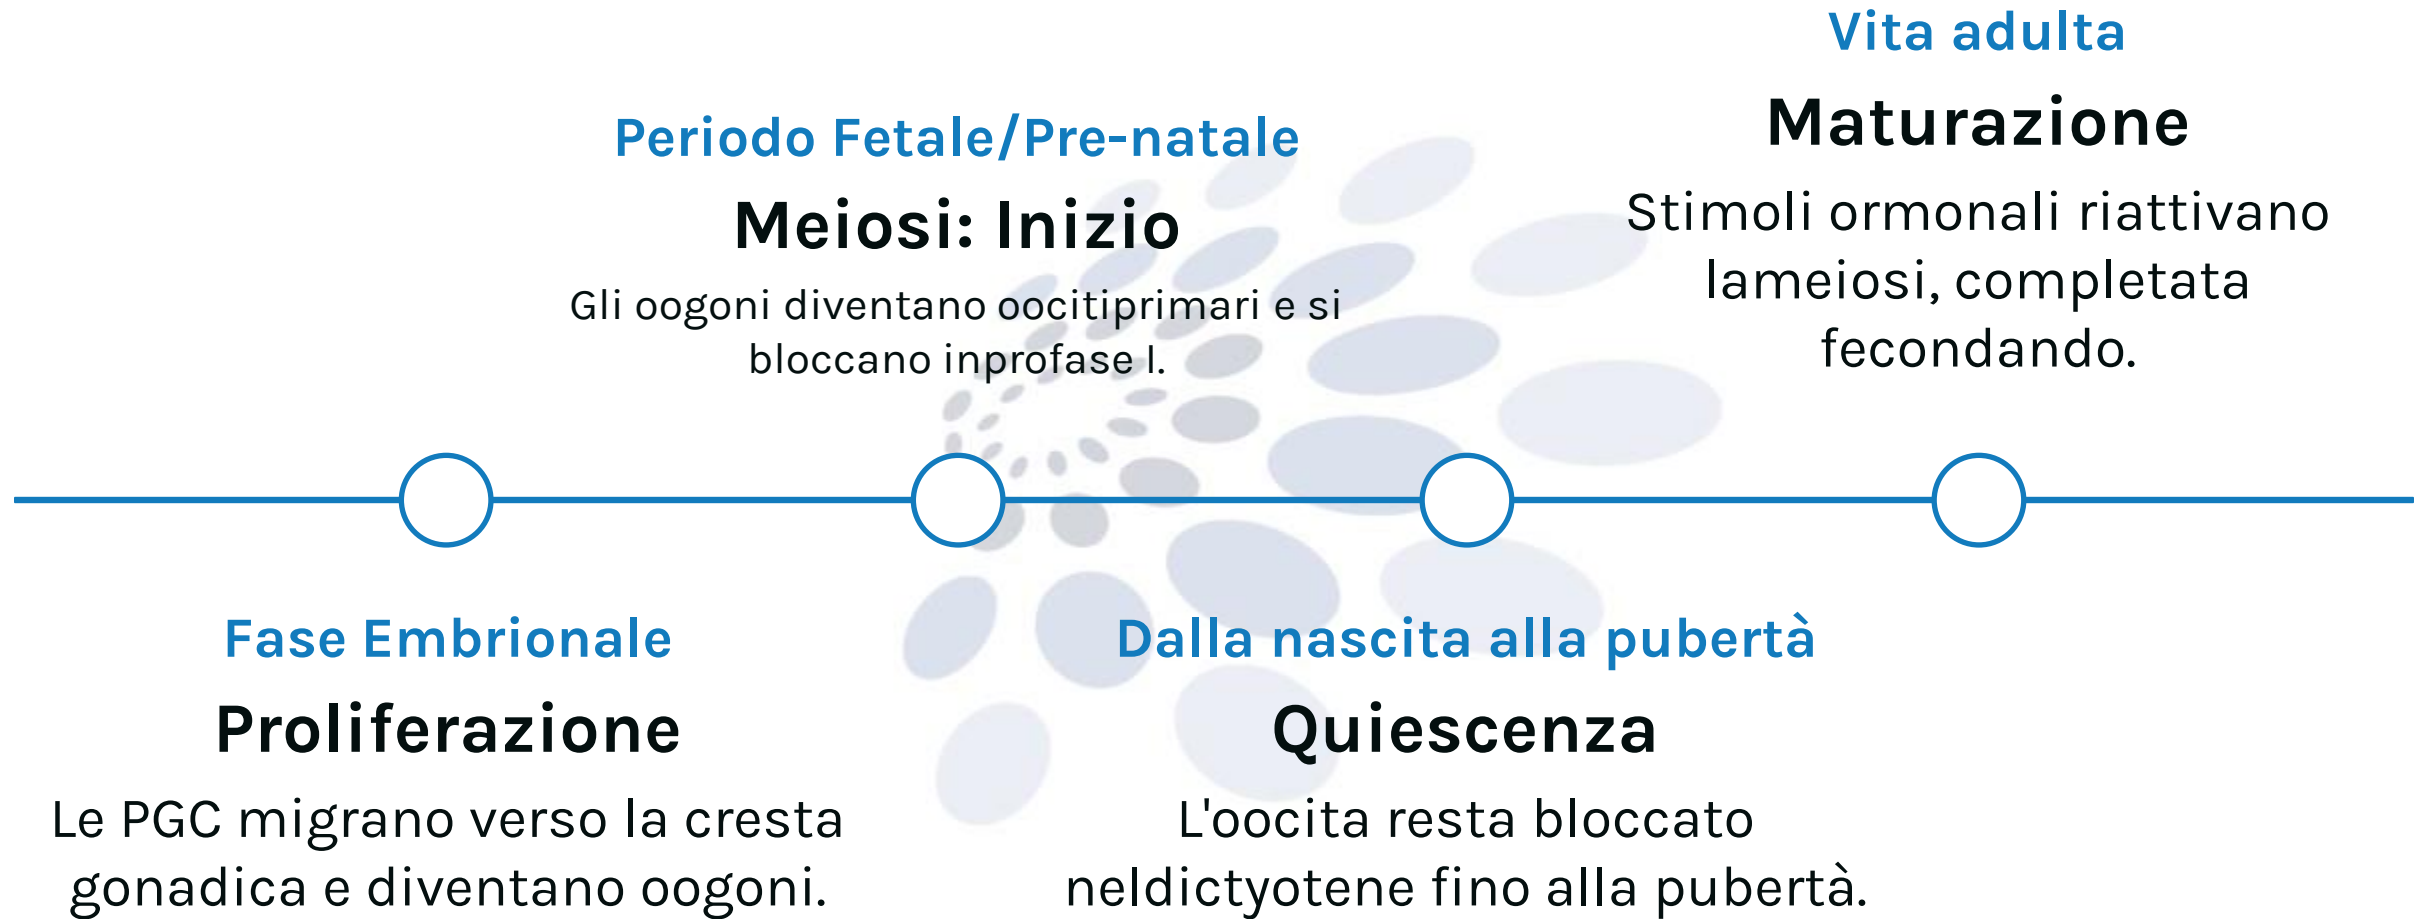 Fase Embrionale
Proliferazione
Le PGC migrano verso la cresta
gonadica e diventano oogoni.
Periodo Fetale/Pre-natale
Meiosi: Inizio
Gli oogoni diventano oocitiprimari e si
bloccano inprofase I.
Dalla nascita alla pubertà
Quiescenza
L'oocita resta bloccato
neldictyotene fino alla pubertà.
Vita adulta
Maturazione
Stimoli ormonali riattivano
lameiosi, completata
fecondando.